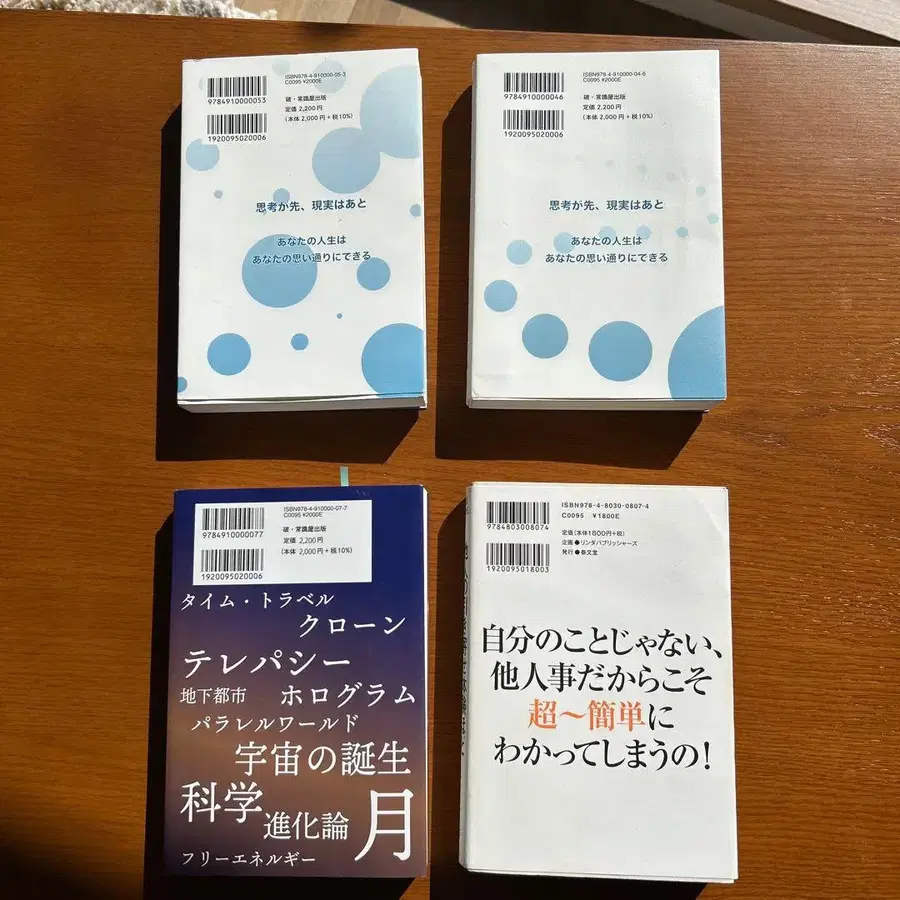 ISBN978-4-910000-05-3
C0095 ¥2000E
9784910000053
破・常識屋出版
定価 2,200円
(本体 2,000円+税10%)
1920095020006
思考が先、現実はあと
あなたの人生は
あなたの思い通りにできる
ISBN978-4-910000-04-6
C0095 ¥2000E
9784910000046
破・常識屋出版
定価 2,200円
(本体 2,000円+税10%)
1920095020006
思考が先、現実はあと
あなたの人生は
あなたの思い通りにできる
ISBN978-4-910000-07-7
C0095 ¥2000E
9784910000077
破・常識屋出版
定価 2,200円
(本体 2,000円+税10%)
1920095020006
タイム・トラベル
クローン
テレパシー
地下都市 ホログラム
パラレルワールド
宇宙の誕生
科学
進化論
月
フリーエネルギー
ISBN978-4-8030-0807-4
C0095 ¥1800E
9784803008074
定価(本体1800円+税)
企画●リンダパブリッシャーズ
発行●泰文堂
1920095018003
自分のことじゃない、
他人事だからこそ
超〜簡単に
わかってしまうの!